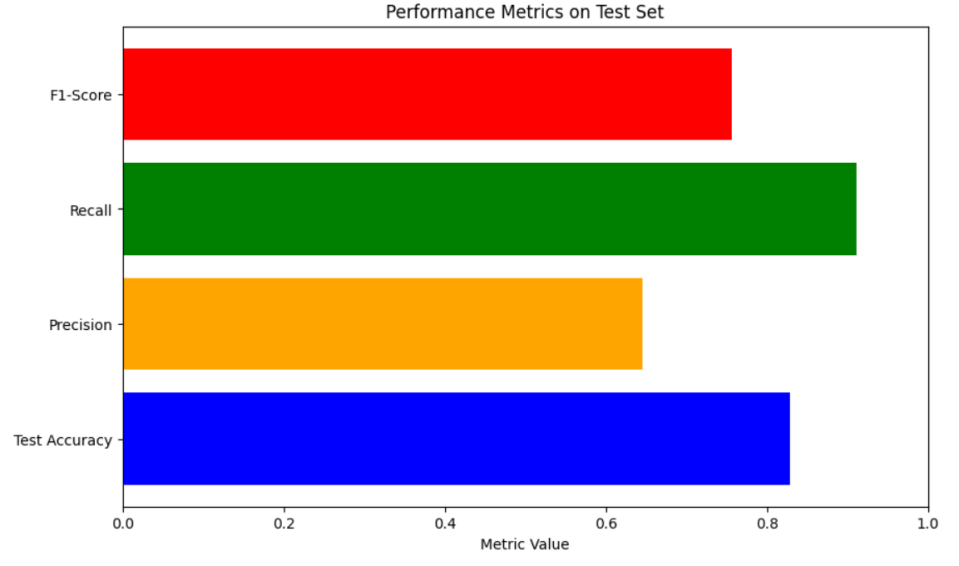 Performance Metrics on Test Set
F1-Score
Recall
Precision
Test Accuracy
0.0 0.2 0.4 0.6 0.8 1.0
Metric Value